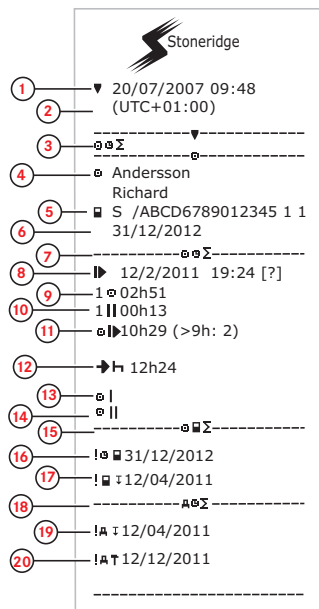 Stoneridge
1 ▼ 20/07/2007 09:48
2 (UTC+01:00)
▼
3 Σ
4 Andersson
Richard
5 S /ABCD6789012345 1 1
6 31/12/2012
7 Σ
8 12/2/2011 19:24 [?]
9 1 02h51
10 1 00h13
11 10h29 (>9h: 2)
12 12h24
13 I
14 II
15 Σ
16 ! 31/12/2012
17 ! 12/04/2011
18 Σ
19 ! 12/04/2011
20 ! 12/12/2011